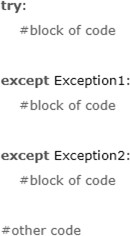 try:
#block of code
except Exception1:
#block of code
except Exception2:
#block of code
#other code